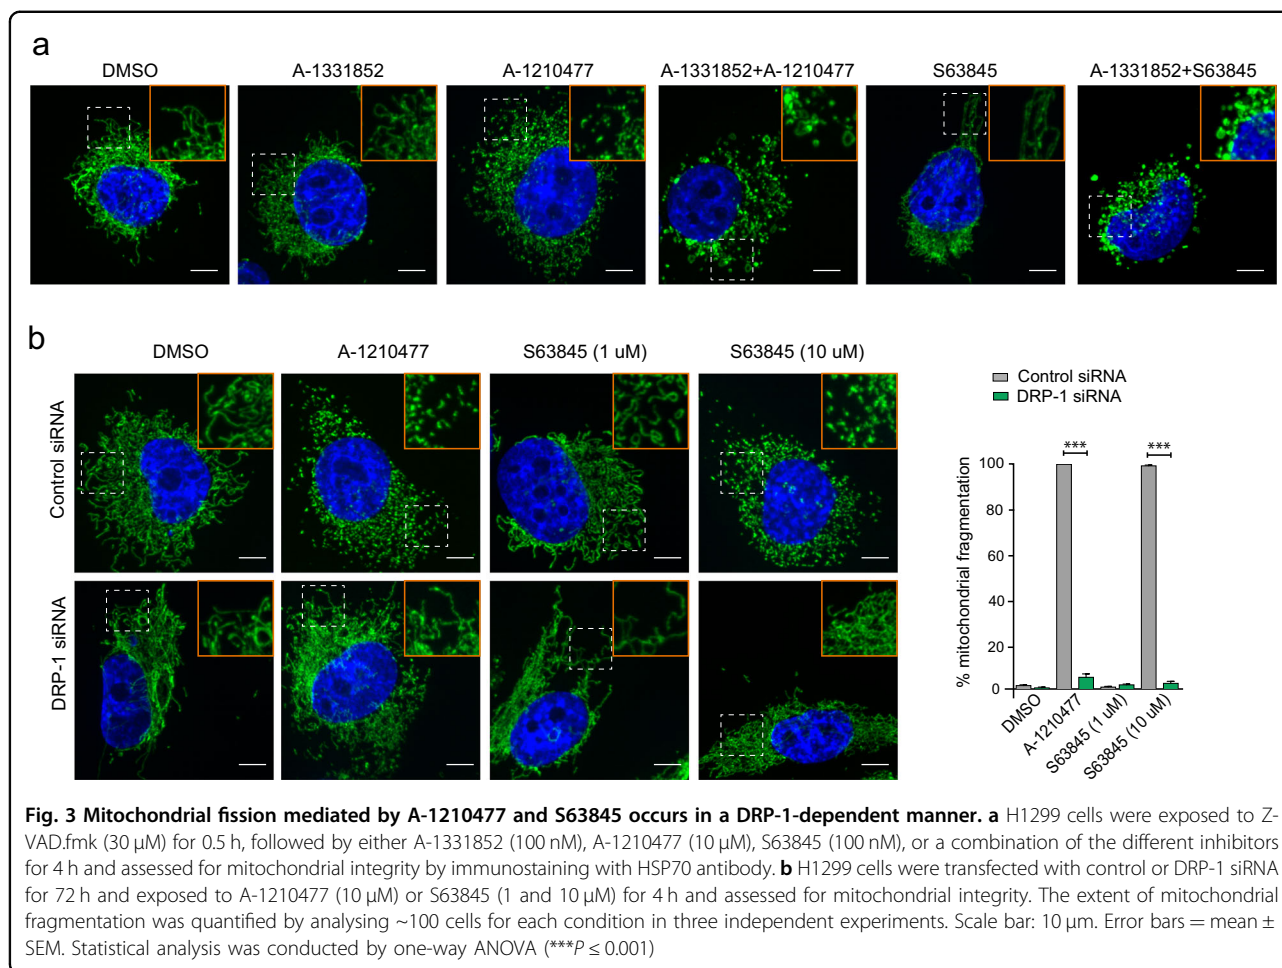 a
DMSO
A-1331852
A-1210477
A-1331852+A-1210477
S63845
A-1331852+S63845
b
DMSO
A-1210477
S63845 (1 uM)
S63845 (10 uM)
Control siRNA
DRP-1 siRNA
Control siRNA
DRP-1 siRNA
***
***
% mitochondrial fragmentation
100
80
60
40
20
0
DMSO
A-1210477
S63845 (1 uM)
S63845 (10 uM)
Fig. 3 Mitochondrial fission mediated by A-1210477 and S63845 occurs in a DRP-1-dependent manner. a H1299 cells were exposed to Z-
VAD.fmk (30 μM) for 0.5 h, followed by either A-1331852 (100 nM), A-1210477 (10 μM), S63845 (100 nM), or a combination of the different inhibitors
for 4 h and assessed for mitochondrial integrity by immunostaining with HSP70 antibody. b H1299 cells were transfected with control or DRP-1 siRNA
for 72 h and exposed to A-1210477 (10 μM) or S63845 (1 and 10 μM) for 4 h and assessed for mitochondrial integrity. The extent of mitochondrial
fragmentation was quantified by analysing ~100 cells for each condition in three independent experiments. Scale bar: 10 μm. Error bars = mean ±
SEM. Statistical analysis was conducted by one-way ANOVA (***P ≤ 0.001)